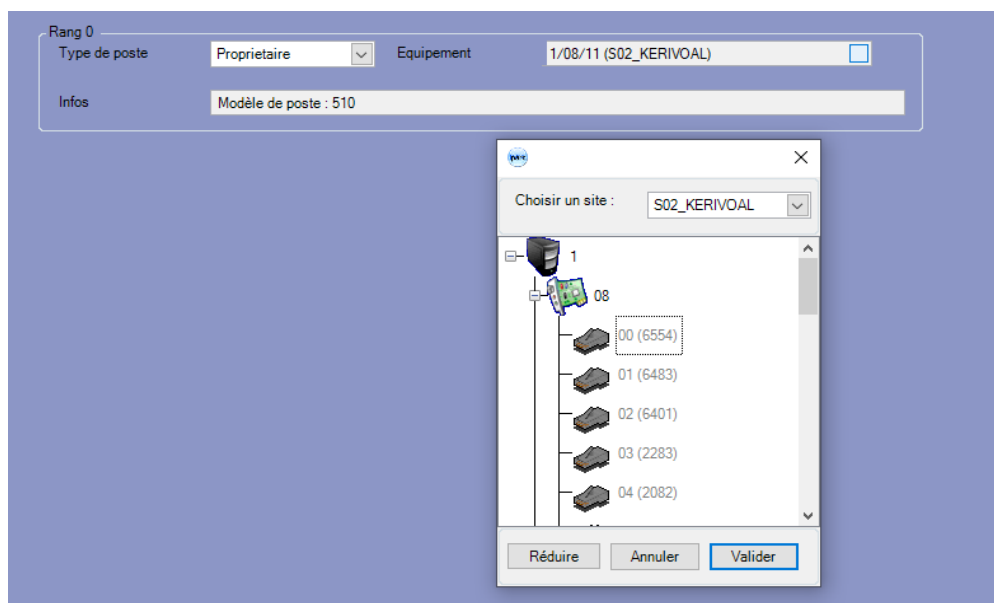 Rang 0
Type de poste Proprietaire Equipement 1/08/11 (S02_KERIVOAL)
Infos Modèle de poste : 510
Choisir un site : S02_KERIVOAL
1
08
00 (6554)
01 (6483)
02 (6401)
03 (2283)
04 (2082)
Réduire Annuler Valider